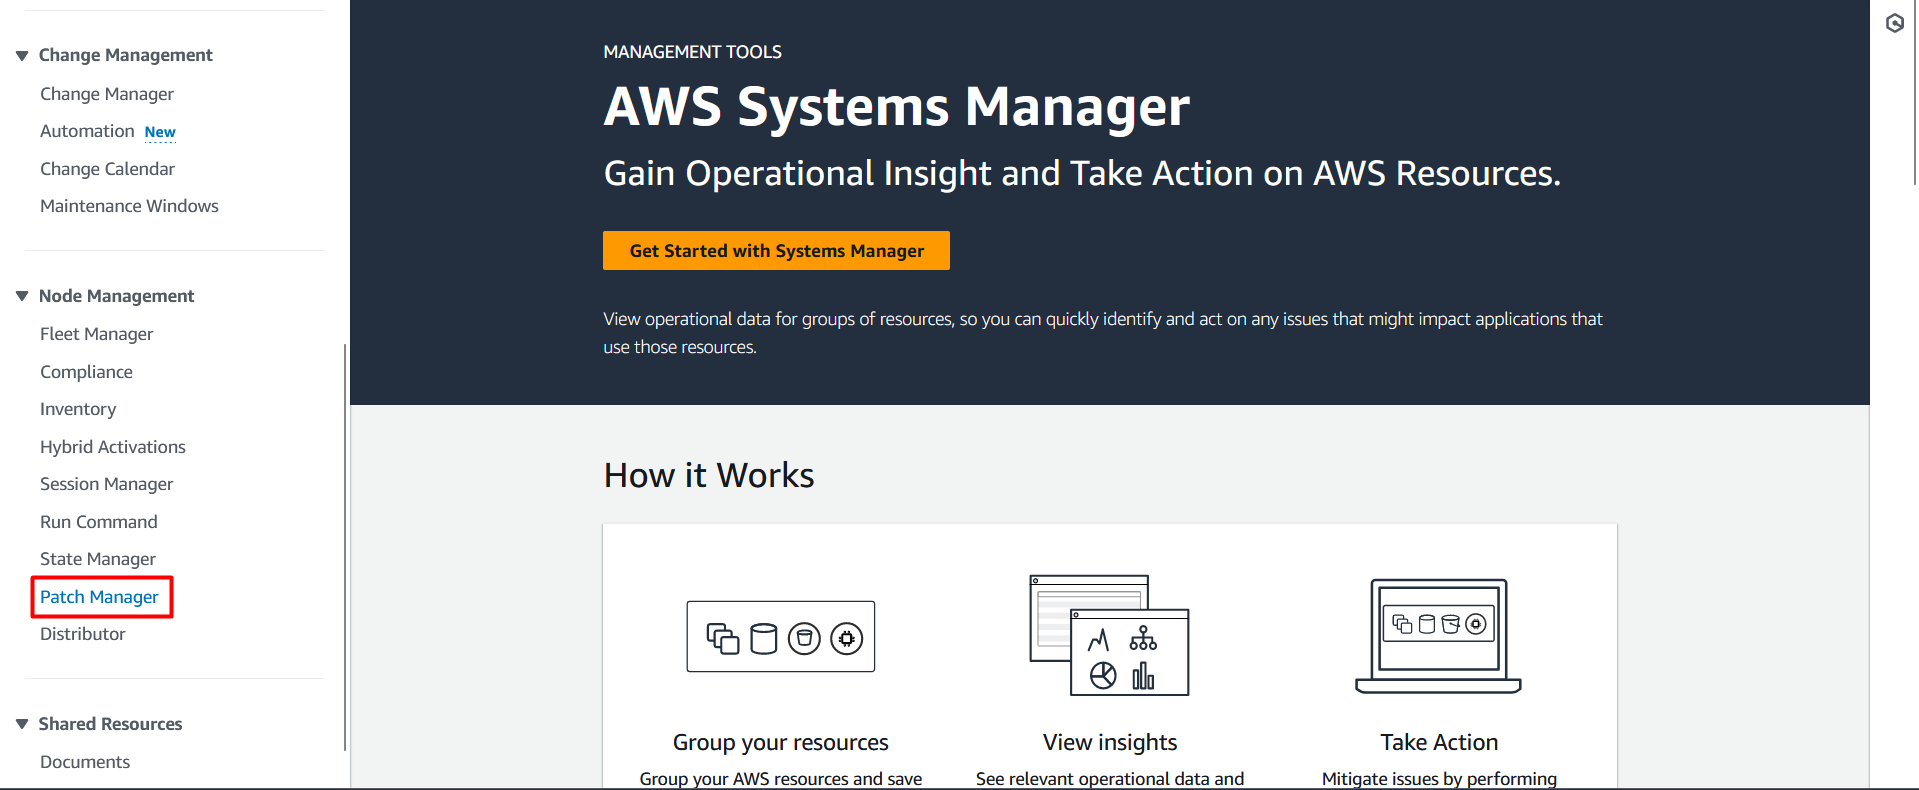 Change Management
Change Manager
Automation New
Change Calendar
Maintenance Windows
Node Management
Fleet Manager
Compliance
Inventory
Hybrid Activations
Session Manager
Run Command
State Manager
Patch Manager
Distributor
Shared Resources
Documents
MANAGEMENT TOOLS
AWS Systems Manager
Gain Operational Insight and Take Action on AWS Resources.
Get Started with Systems Manager
View operational data for groups of resources, so you can quickly identify and act on any issues that might impact applications that
use those resources.
How it Works
Group your resources
Group your AWS resources and save
View insights
See relevant operational data and
Take Action
Mitigate issues by performing